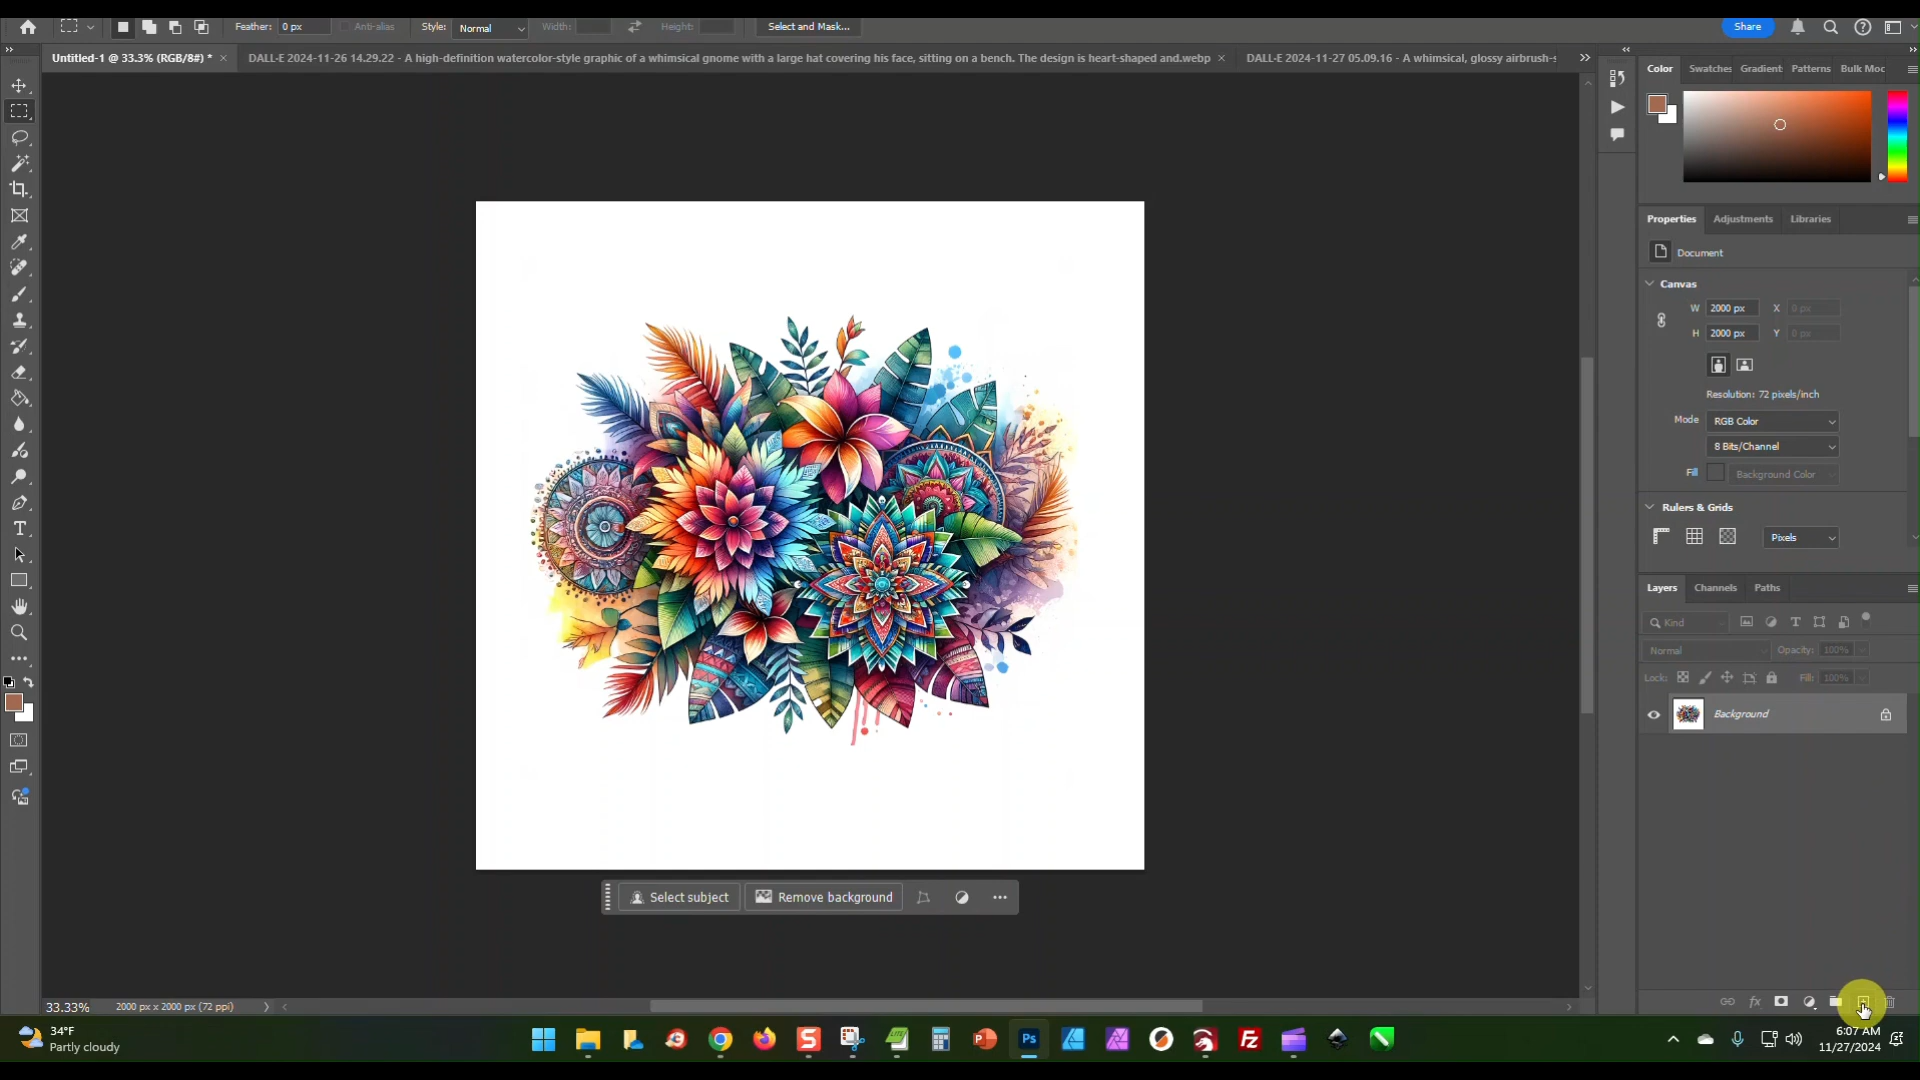 Feather: 0 px Anti-alias Style: Normal Width: Height: Select and Mask... Share
Untitled-1 @ 33.3% (RGB/8#) * × DALL-E 2024-11-26 14.29.22 - A high-definition watercolor-style graphic of a whimsical gnome with a large hat covering his face, sitting on a bench. The design is heart-shaped and.webp × DALL-E 2024-11-27 05.09.16 - A whimsical, glossy airbrush-s
Color Swatches Gradient Patterns Bulk Moc
Properties Adjustments Libraries
Document
Canvas
W 2000 px X 0 px
H 2000 px Y 0 px
Resolution: 72 pixels/inch
Mode RGB Color
8 Bits/Channel
Fill Background Color
Rulers & Grids
Pixels
Layers Channels Paths
Kind
Normal Opacity: 100%
Lock: Fill: 100%
Background
Select subject Remove background
33.33% 2000 px x 2000 px (72 ppi)
34°F
Partly cloudy
Ps
Fz
6:07 AM
11/27/2024